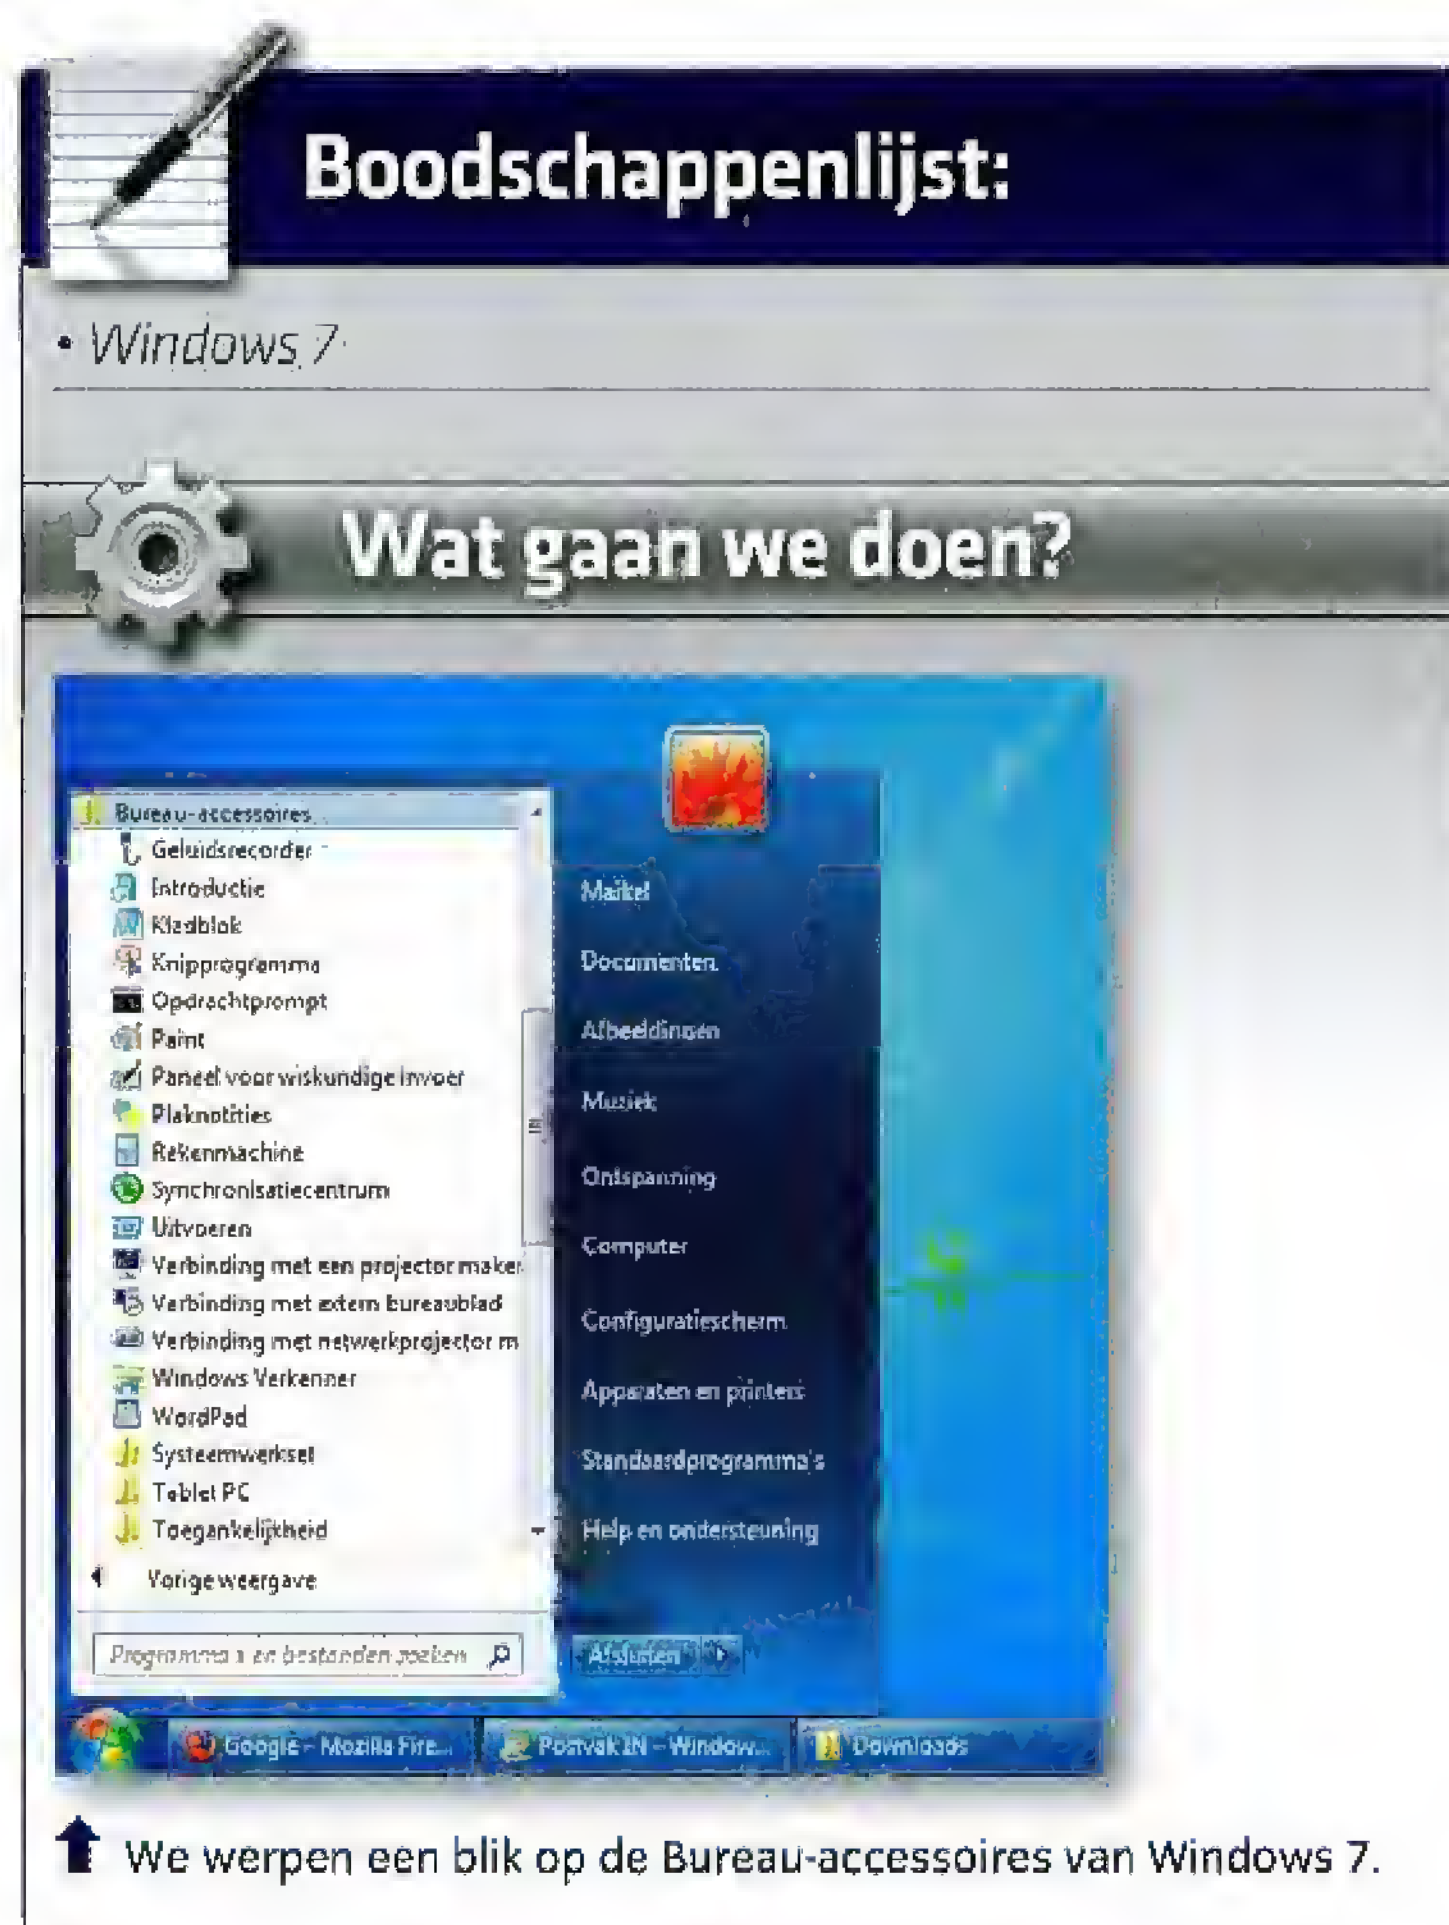 Boodschappenlijst:
• Windows 7
Wat gaan we doen?
Bureau-accessoires
Geluidsrecorder
Introductie
Kladblok
Knipprogramma
Opdrachtprompt
Paint
Paneel voor wiskundige invoer
Plaknotities
Rekenmachine
Synchronisatiecentrum
Uitvoeren
Verbinding met een projector maken
Verbinding met extern bureaublad
Verbinding met netwerkprojector m
Windows Verkenner
WordPad
Systeemwerkset
Tablet PC
Toegankelijkheid
Vorige weergave
Programma's en bestanden zoeken
Maikel
Documenten
Afbeeldingen
Muziek
Ontspanning
Computer
Configuratiescherm
Apparaten en printers
Standaardprogramma's
Help en ondersteuning
Afsluiten
Google - Mozilla Fire...
Postvak IN - Window...
Downloads
We werpen een blik op de Bureau-accessoires van Windows 7.